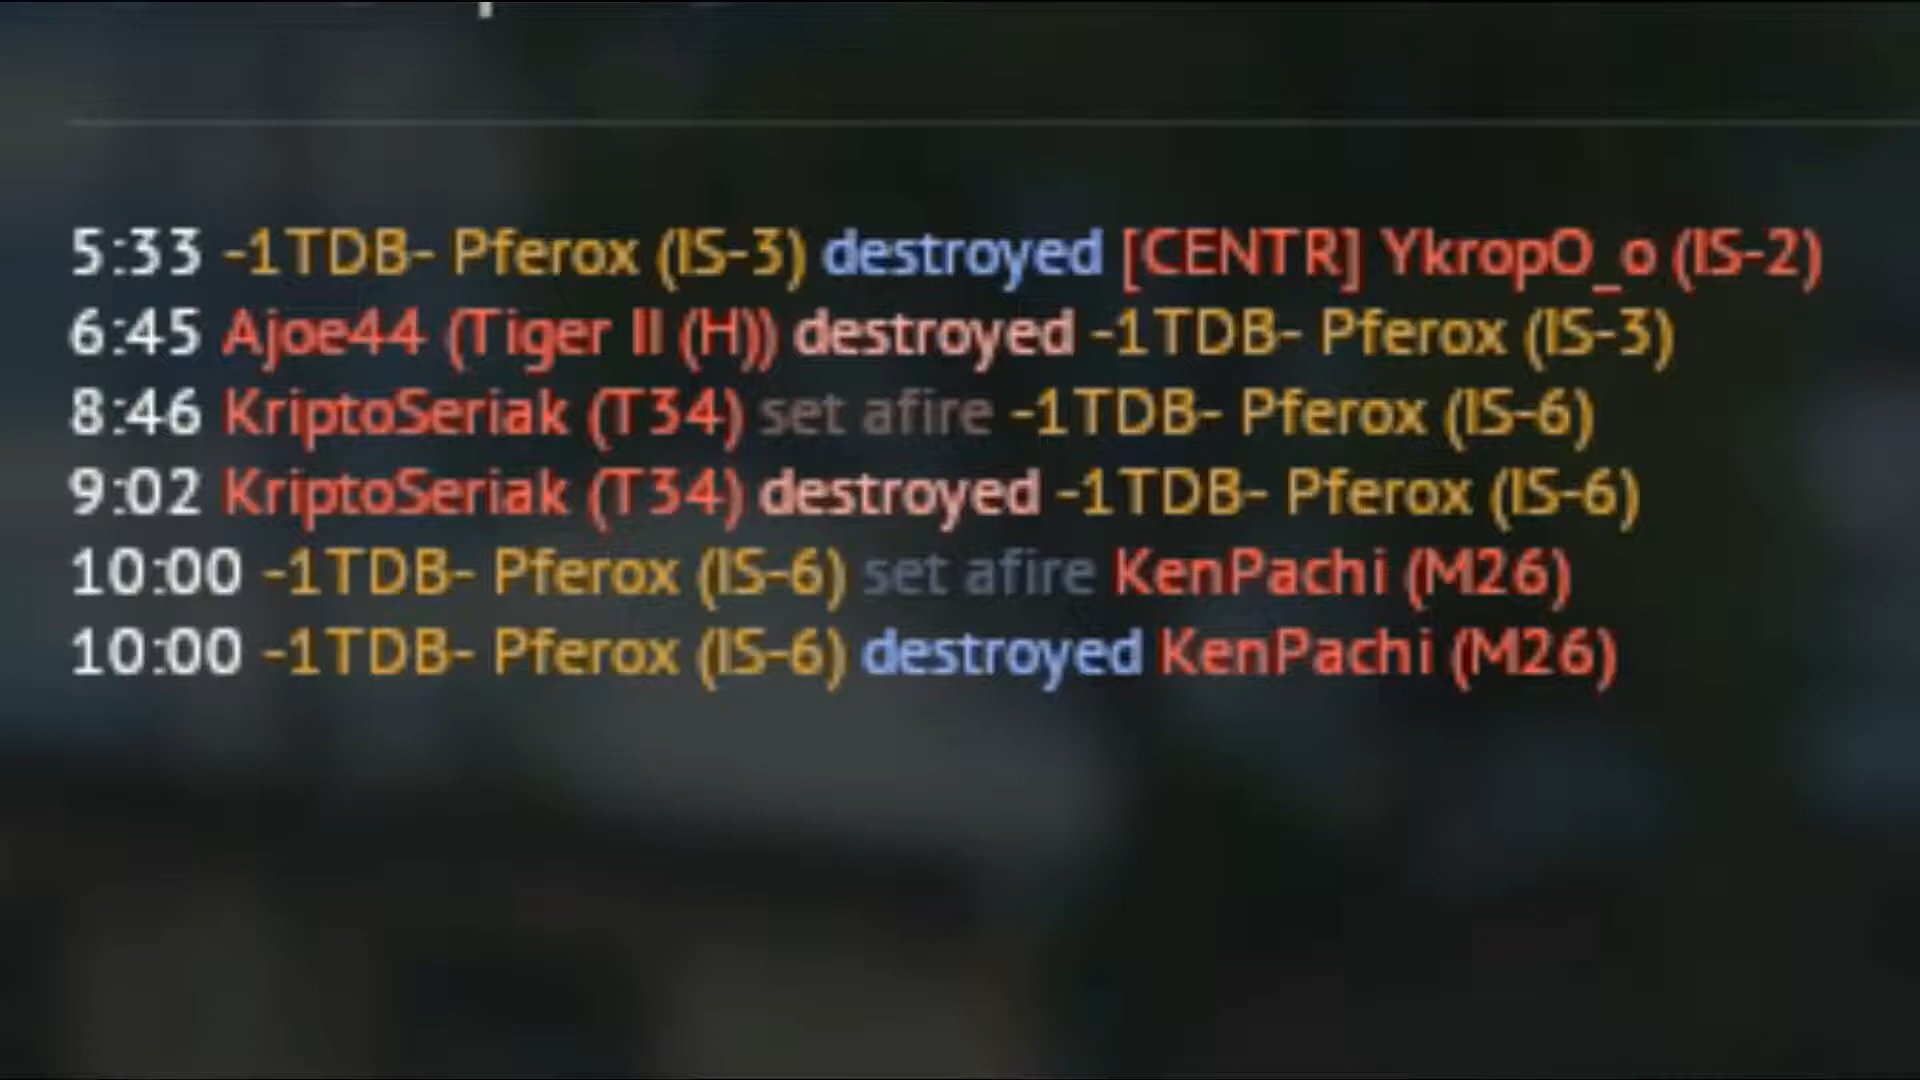 5:33 -1TDB- Pferox (IS-3) destroyed [CENTR] YkropO_o (IS-2)
6:45 Ajoe44 (Tiger II (H)) destroyed -1TDB- Pferox (IS-3)
8:46 KriptoSeriak (T34) set afire -1TDB- Pferox (IS-6)
9:02 KriptoSeriak (T34) destroyed -1TDB- Pferox (IS-6)
10:00 -1TDB- Pferox (IS-6) set afire KenPachi (M26)
10:00 -1TDB- Pferox (IS-6) destroyed KenPachi (M26)